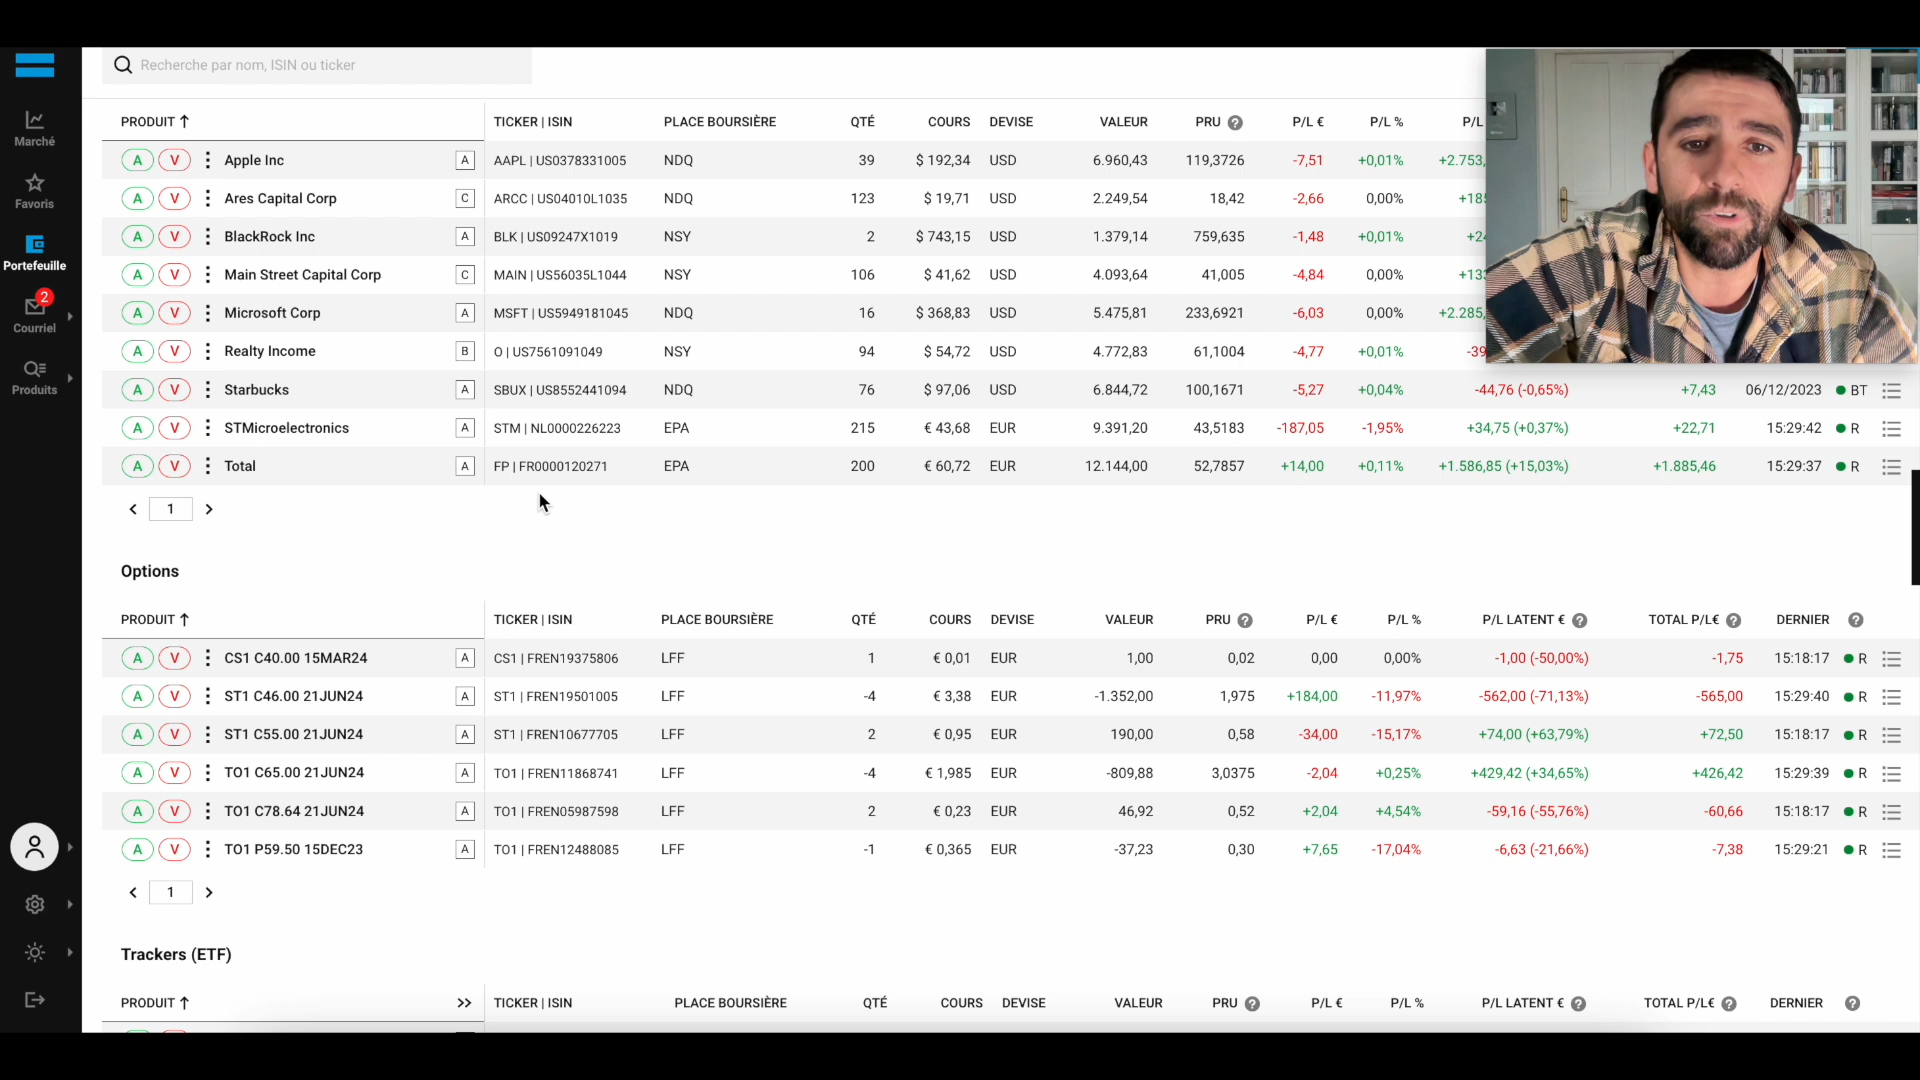 Recherche par nom, ISIN ou ticker
Marché
Favoris
Portefeuille
2
Courriel
Produits
PRODUIT ↑ TICKER | ISIN PLACE BOURSIÈRE QTÉ COURS DEVISE VALEUR PRU ? P/L € P/L % P/L
A V Apple Inc A AAPL | US0378331005 NDQ 39 $ 192,34 USD 6.960,43 119,3726 -7,51 +0,01% +2.753,
A V Ares Capital Corp C ARCC | US04010L1035 NDQ 123 $ 19,71 USD 2.249,54 18,42 -2,66 0,00% +185
A V BlackRock Inc A BLK | US09247X1019 NSY 2 $ 743,15 USD 1.379,14 759,635 -1,48 +0,01% +24
A V Main Street Capital Corp C MAIN | US56035L1044 NSY 106 $ 41,62 USD 4.093,64 41,005 -4,84 0,00% +133
A V Microsoft Corp A MSFT | US5949181045 NDQ 16 $ 368,83 USD 5.475,81 233,6921 -6,03 0,00% +2.285,
A V Realty Income B O | US7561091049 NSY 94 $ 54,72 USD 4.772,83 61,1004 -4,77 +0,01% -39
A V Starbucks A SBUX | US8552441094 NDQ 76 $ 97,06 USD 6.844,72 100,1671 -5,27 +0,04% -44,76 (-0,65%) +7,43 06/12/2023 BT
A V STMicroelectronics A STM | NL0000226223 EPA 215 € 43,68 EUR 9.391,20 43,5183 -187,05 -1,95% +34,75 (+0,37%) +22,71 15:29:42 R
A V Total A FP | FR0000120271 EPA 200 € 60,72 EUR 12.144,00 52,7857 +14,00 +0,11% +1.586,85 (+15,03%) +1.885,46 15:29:37 R
< 1 >
Options
PRODUIT ↑ TICKER | ISIN PLACE BOURSIÈRE QTÉ COURS DEVISE VALEUR PRU ? P/L € P/L % P/L LATENT € ? TOTAL P/L€ ? DERNIER ?
A V CS1 C40.00 15MAR24 A CS1 | FREN19375806 LFF 1 € 0,01 EUR 1,00 0,02 0,00 0,00% -1,00 (-50,00%) -1,75 15:18:17 R
A V ST1 C46.00 21JUN24 A ST1 | FREN19501005 LFF -4 € 3,38 EUR -1.352,00 1,975 +184,00 -11,97% -562,00 (-71,13%) -565,00 15:29:40 R
A V ST1 C55.00 21JUN24 A ST1 | FREN10677705 LFF 2 € 0,95 EUR 190,00 0,58 -34,00 -15,17% +74,00 (+63,79%) +72,50 15:18:17 R
A V TO1 C65.00 21JUN24 A TO1 | FREN11868741 LFF -4 € 1,985 EUR -809,88 3,0375 -2,04 +0,25% +429,42 (+34,65%) +426,42 15:29:39 R
A V TO1 C78.64 21JUN24 A TO1 | FREN05987598 LFF 2 € 0,23 EUR 46,92 0,52 +2,04 +4,54% -59,16 (-55,76%) -60,66 15:18:17 R
A V TO1 P59.50 15DEC23 A TO1 | FREN12488085 LFF -1 € 0,365 EUR -37,23 0,30 +7,65 -17,04% -6,63 (-21,66%) -7,38 15:29:21 R
< 1 >
Trackers (ETF)
PRODUIT ↑ >> TICKER | ISIN PLACE BOURSIÈRE QTÉ COURS DEVISE VALEUR PRU ? P/L € P/L % P/L LATENT € ? TOTAL P/L€ ? DERNIER ?